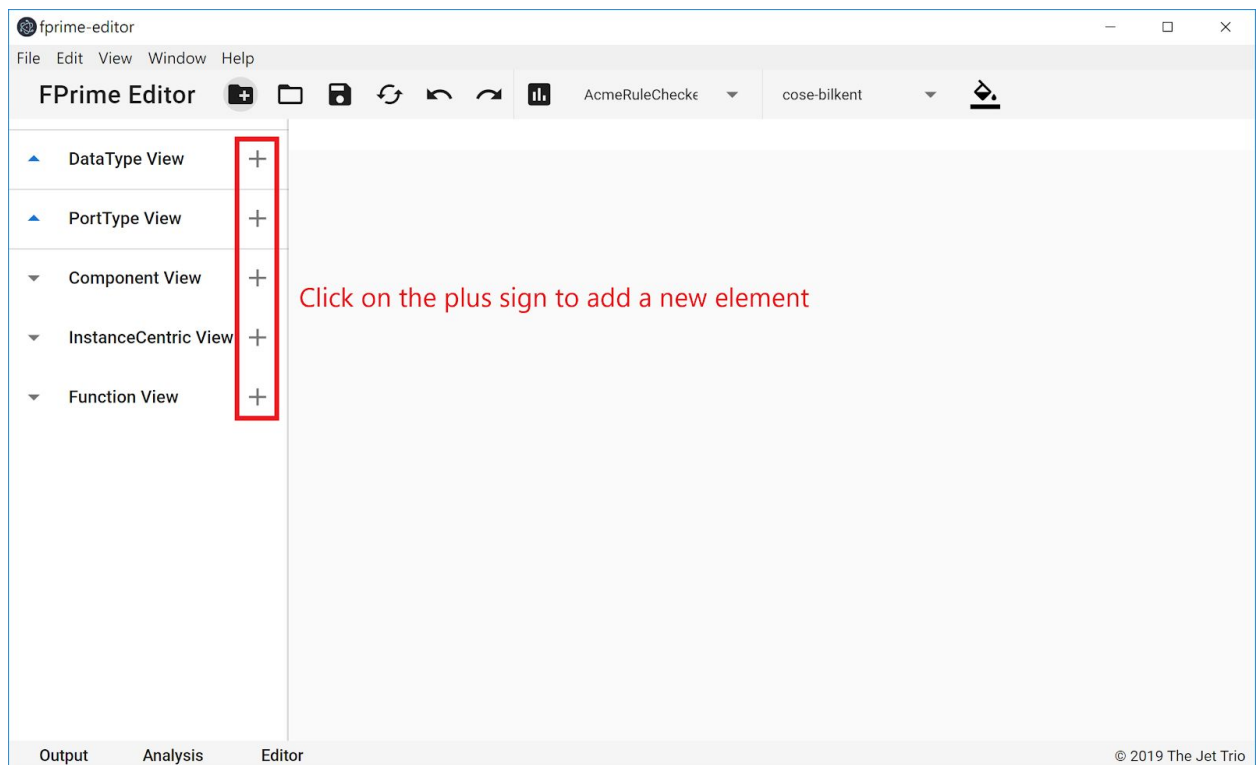 fprime-editor
File Edit View Window Help
FPrime Editor AcmeRuleChecke cose-bilkent
DataType View
PortType View
Component View
Click on the plus sign to add a new element
InstanceCentric View
Function View
Output Analysis Editor © 2019 The Jet Trio